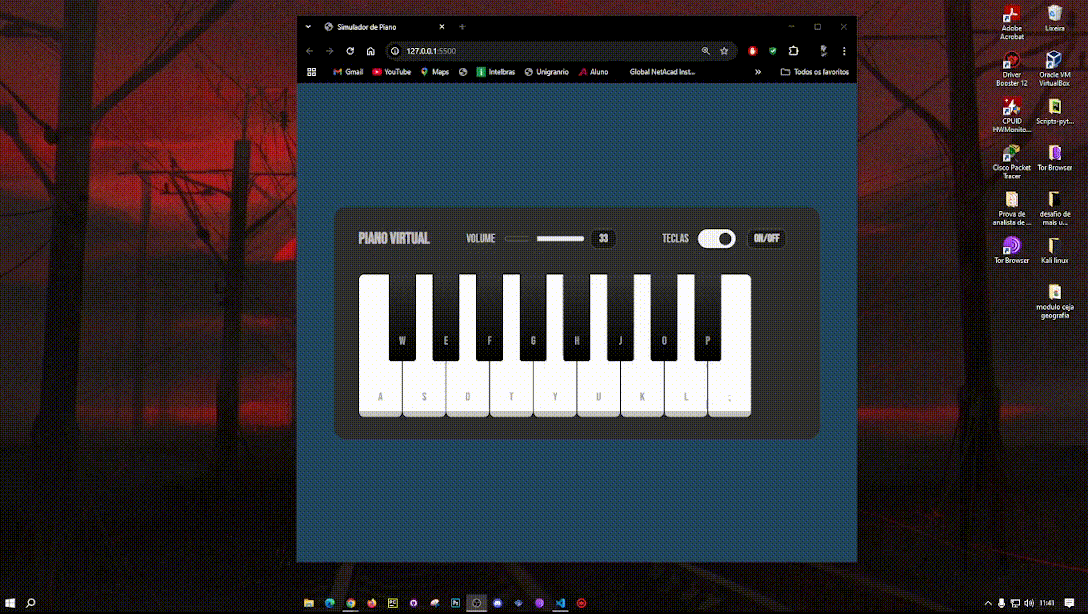 Simulador de Piano
127.0.0.1:5500
Gmail
YouTube
Maps
Intelbras
Unigranrio
Aluno
Global NetAcad Inst...
»
Todos os favoritos
PIANO VIRTUAL
VOLUME
33
TECLAS
ON/OFF
W E F G H J O P
A S D T Y U K L ;
Adobe
Acrobat
Lixeira
Driver
Booster 12
Oracle VM
VirtualBox
CPUID
HWMonito...
Scripts-pyt...
Cisco Packet
Tracer
Tor Browser
Prova de
analista de ...
desafio de
mais u...
Tor Browser
Kali linux
modulo ceja
geografia
11:41